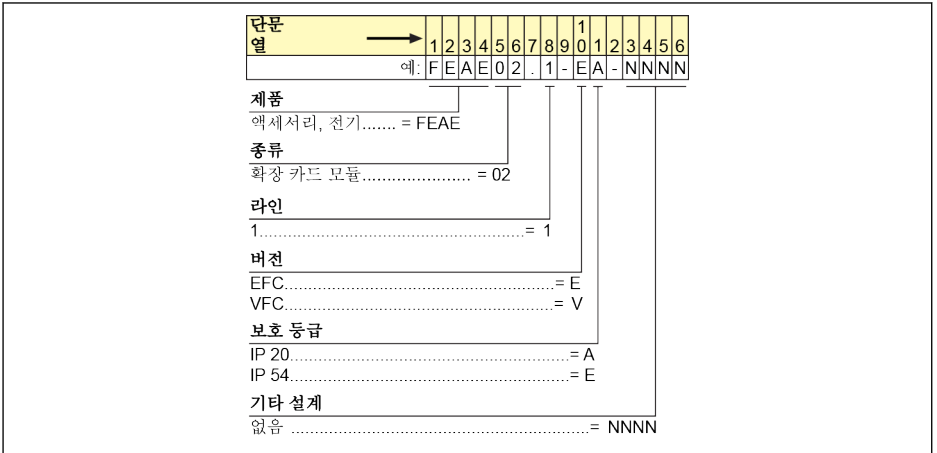 단문
열 1 2 3 4 5 6 7 8 9 10 1 2 3 4 5 6
예: F E A E 0 2 . 1 - E A - N N N N
제품
액세서리, 전기....... = FEAE
종류
확장 카드 모듈...................... = 02
라인
1.....................................................= 1
버전
EFC......................................................= E
VFC......................................................= V
보호 등급
IP 20........................................................= A
IP 54........................................................= E
기타 설계
없음 ............................................................= NNNN